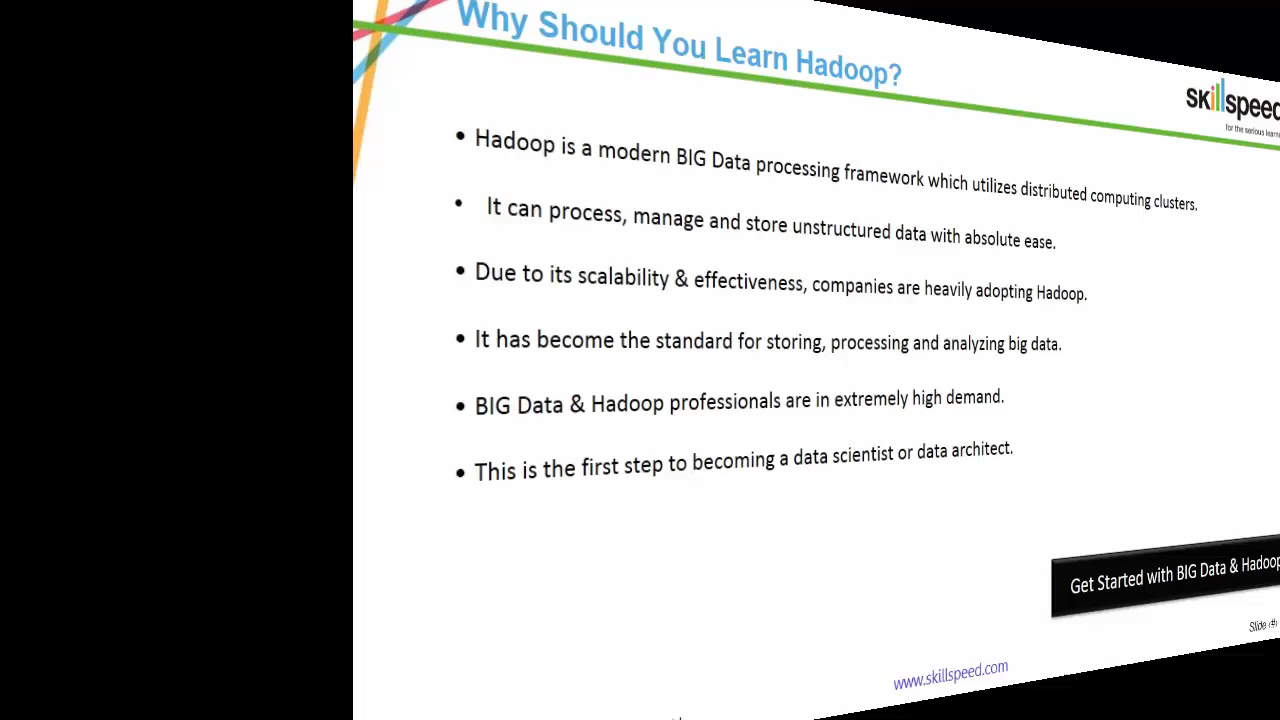 Why Should You Learn Hadoop?
skillspeed
for the serious
• Hadoop is a modern BIG Data processing framework which utilizes distributed computing clusters.
• It can process, manage and store unstructured data with absolute ease.
• Due to its scalability & effectiveness, companies are heavily adopting Hadoop.
• It has become the standard for storing, processing and analyzing big data.
• BIG Data & Hadoop professionals are in extremely high demand.
• This is the first step to becoming a data scientist or data architect.
Get Started with BIG Data & Hadoop
Slide
www.skillspeed.com